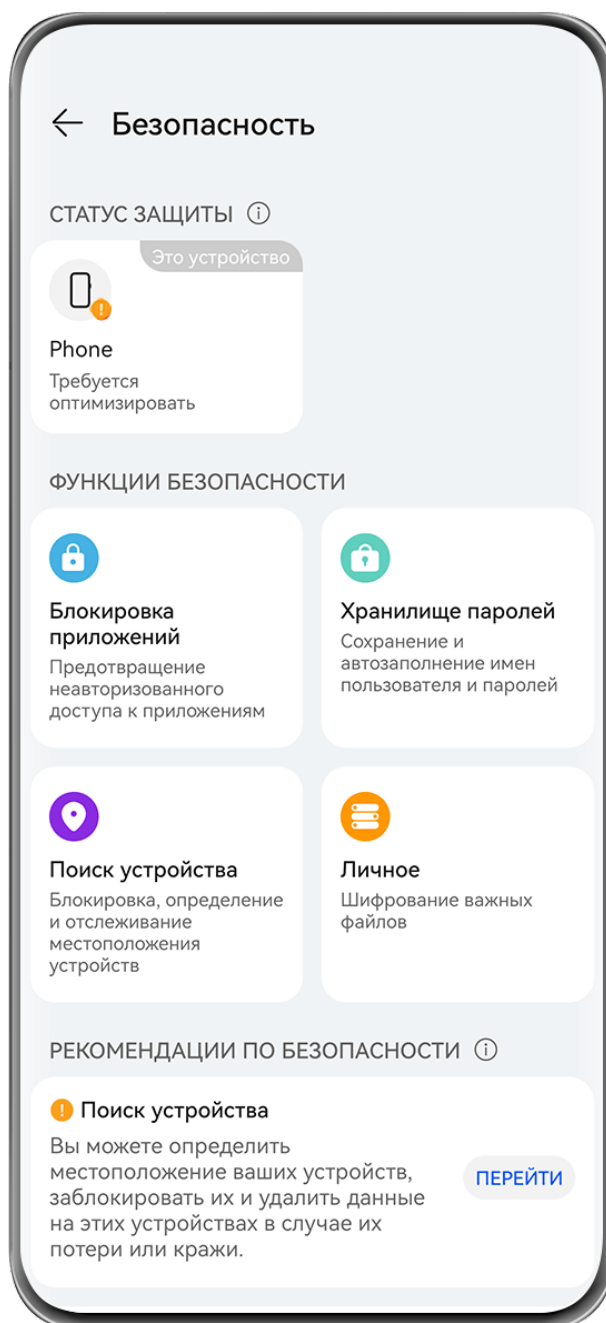 Безопасность
СТАТУС ЗАЩИТЫ
Это устройство
Phone
Требуется
оптимизировать
ФУНКЦИИ БЕЗОПАСНОСТИ
Блокировка
приложений
Предотвращение
неавторизованного
доступа к приложениям
Хранилище паролей
Сохранение и
автозаполнение имен
пользователя и паролей
Поиск устройства
Блокировка, определение
и отслеживание
местоположения
устройств
Личное
Шифрование важных
файлов
РЕКОМЕНДАЦИИ ПО БЕЗОПАСНОСТИ
Поиск устройства
Вы можете определить
местоположение ваших устройств,
заблокировать их и удалить данные
на этих устройствах в случае их
потери или кражи.
ПЕРЕЙТИ